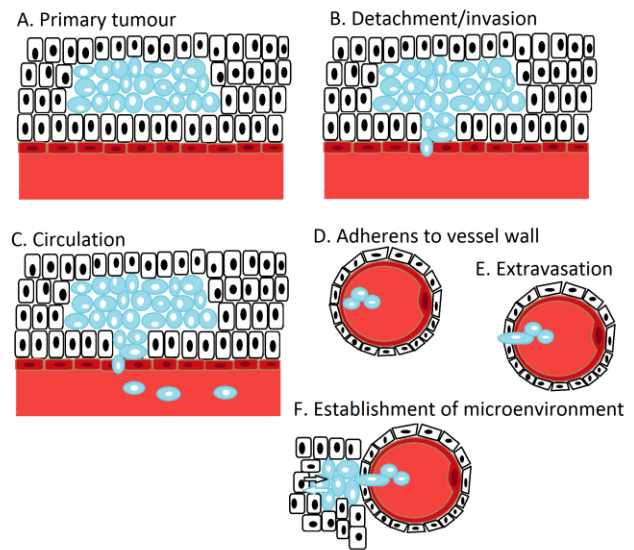 A. Primary tumour
B. Detachment/invasion
C. Circulation
D. Adherens to vessel wall
E. Extravasation
F. Establishment of microenvironment